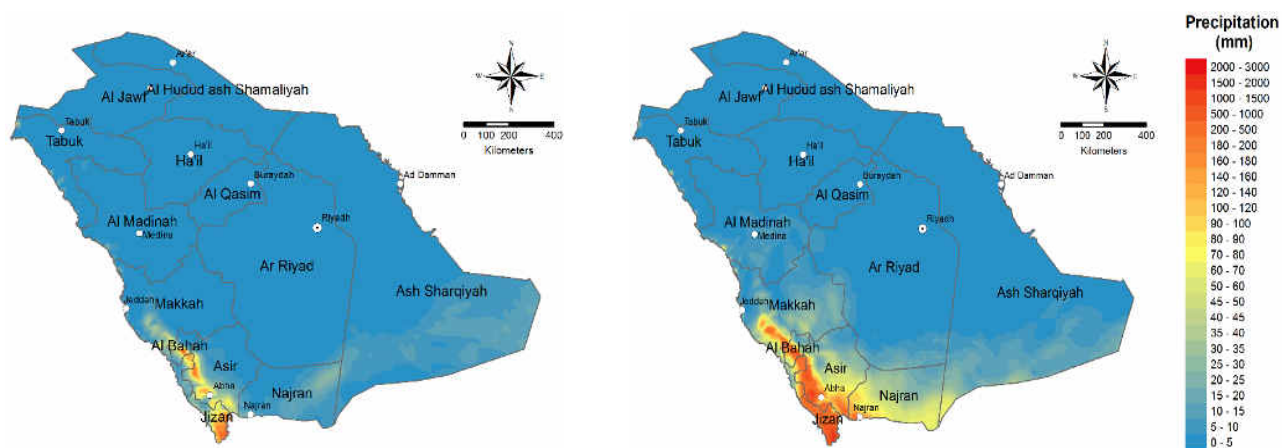 Ar'ar
Al Jawf
Al Hudud ash Shamaliyah
Tabuk
Tabuk
Ha'il
Ha'il
Buraydah
Al Qasim
Ad Damman
Al Madinah
Medina
Riyadh
Ar Riyad
Ash Sharqiyah
Jeddah
Makkah
Al Bahah
Asir
Abha
Najran
Najran
Jizan
N
W E
S
0 100 200 400
Kilometers
Ar'ar
Al Jawf
Al Hudud ash Shamaliyah
Tabuk
Tabuk
Ha'il
Ha'il
Buraydah
Al Qasim
Ad Damman
Al Madinah
Medina
Riyadh
Ar Riyad
Ash Sharqiyah
Jeddah
Makkah
Al Bahah
Asir
Abha
Najran
Najran
Jizan
N
W E
S
0 100 200 400
Kilometers
Precipitation
(mm)
2000 - 3000
1500 - 2000
1000 - 1500
500 - 1000
200 - 500
180 - 200
160 - 180
140 - 160
120 - 140
100 - 120
90 - 100
80 - 90
70 - 80
60 - 70
50 - 60
45 - 50
40 - 45
35 - 40
30 - 35
25 - 30
20 - 25
15 - 20
10 - 15
5 - 10
0 - 5